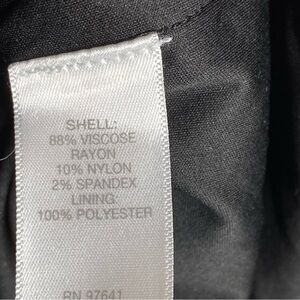 SHELL:
88% VISCOSE
RAYON
10% NYLON
2% SPANDEX
LINING:
100% POLYESTER
RN 97641